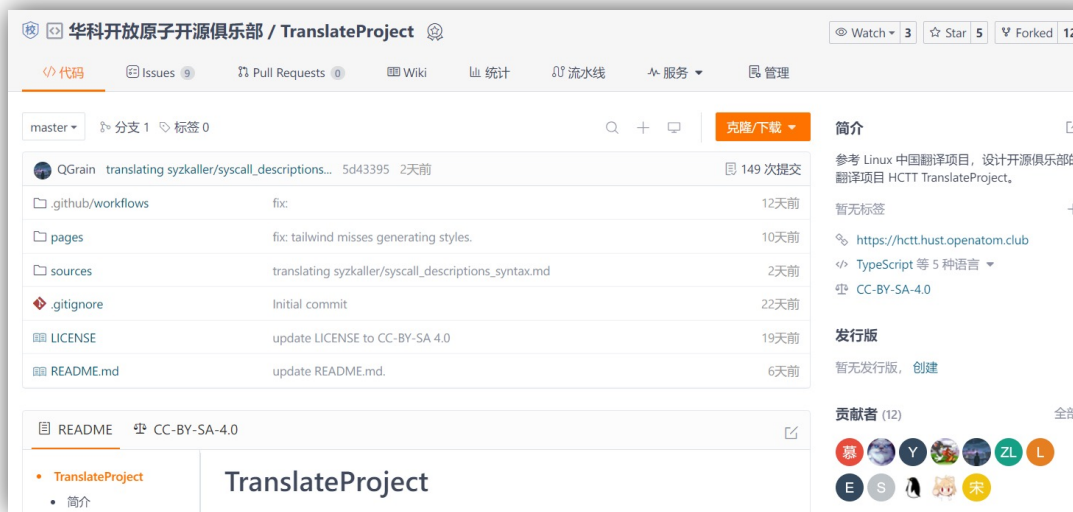 校 华科开放原子开源俱乐部 / TranslateProject
Watch 3 Star 5 Forked 12
代码 Issues 9 Pull Requests 0 Wiki 统计 流水线 服务 管理
master 分支 1 标签 0 克隆/下载
QGrain translating syzkaller/syscall_descriptions... 5d43395 2天前 149 次提交
.github/workflows fix: 12天前
pages fix: tailwind misses generating styles. 10天前
sources translating syzkaller/syscall_descriptions_syntax.md 2天前
.gitignore Initial commit 22天前
LICENSE update LICENSE to CC-BY-SA 4.0 19天前
README.md update README.md. 6天前
README CC-BY-SA-4.0
TranslateProject
简介
TranslateProject
简介
参考 Linux 中国翻译项目，设计开源俱乐部的
翻译项目 HCTT TranslateProject。
暂无标签
https://hctt.hust.openatom.club
TypeScript 等 5 种语言
CC-BY-SA-4.0
发行版
暂无发行版， 创建
贡献者 (12) 全部
慕 Y ZL L
E S 宋